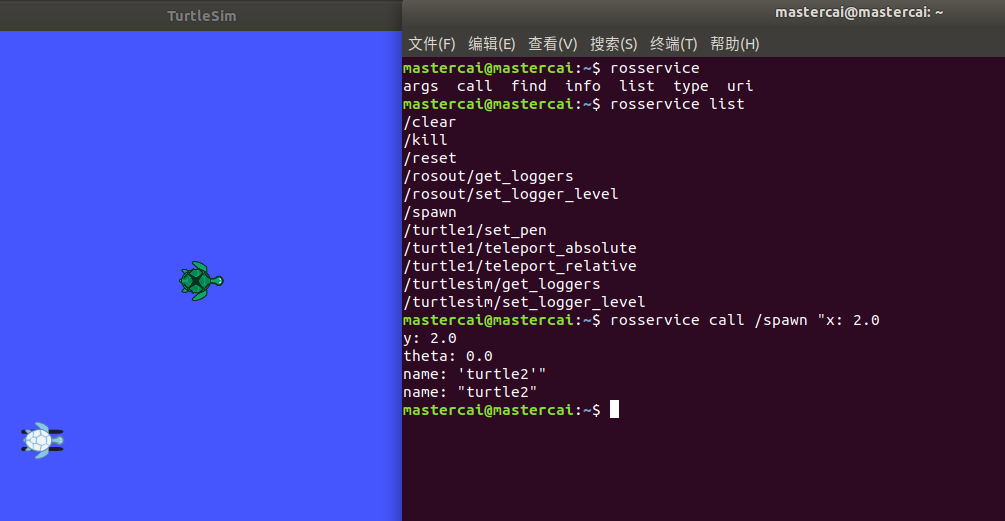 TurtleSim
mastercai@mastercai: ~
文件(F) 编辑(E) 查看(V) 搜索(S) 终端(T) 帮助(H)
mastercai@mastercai:~$ rosservice
args call find info list type uri
mastercai@mastercai:~$ rosservice list
/clear
/kill
/reset
/rosout/get_loggers
/rosout/set_logger_level
/spawn
/turtle1/set_pen
/turtle1/teleport_absolute
/turtle1/teleport_relative
/turtlesim/get_loggers
/turtlesim/set_logger_level
mastercai@mastercai:~$ rosservice call /spawn "x: 2.0
y: 2.0
theta: 0.0
name: 'turtle2'"
name: "turtle2"
mastercai@mastercai:~$